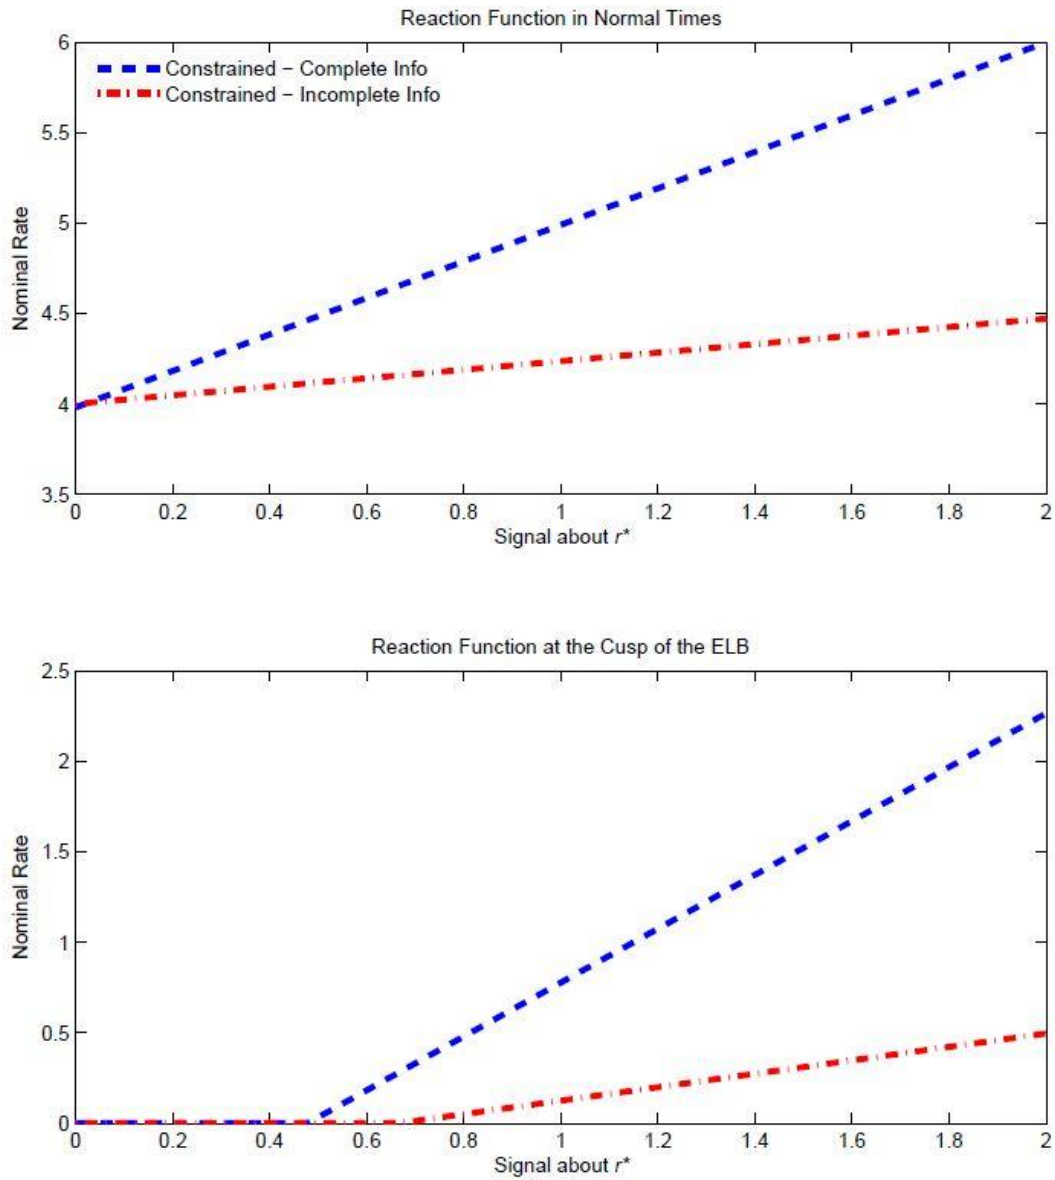 Reaction Function in Normal Times
6
5.5
5
4.5
4
3.5
Nominal Rate
Constrained − Complete Info
Constrained − Incomplete Info
0 0.2 0.4 0.6 0.8 1 1.2 1.4 1.6 1.8 2
Signal about r*
Reaction Function at the Cusp of the ELB
2.5
2
1.5
1
0.5
0
Nominal Rate
0 0.2 0.4 0.6 0.8 1 1.2 1.4 1.6 1.8 2
Signal about r*